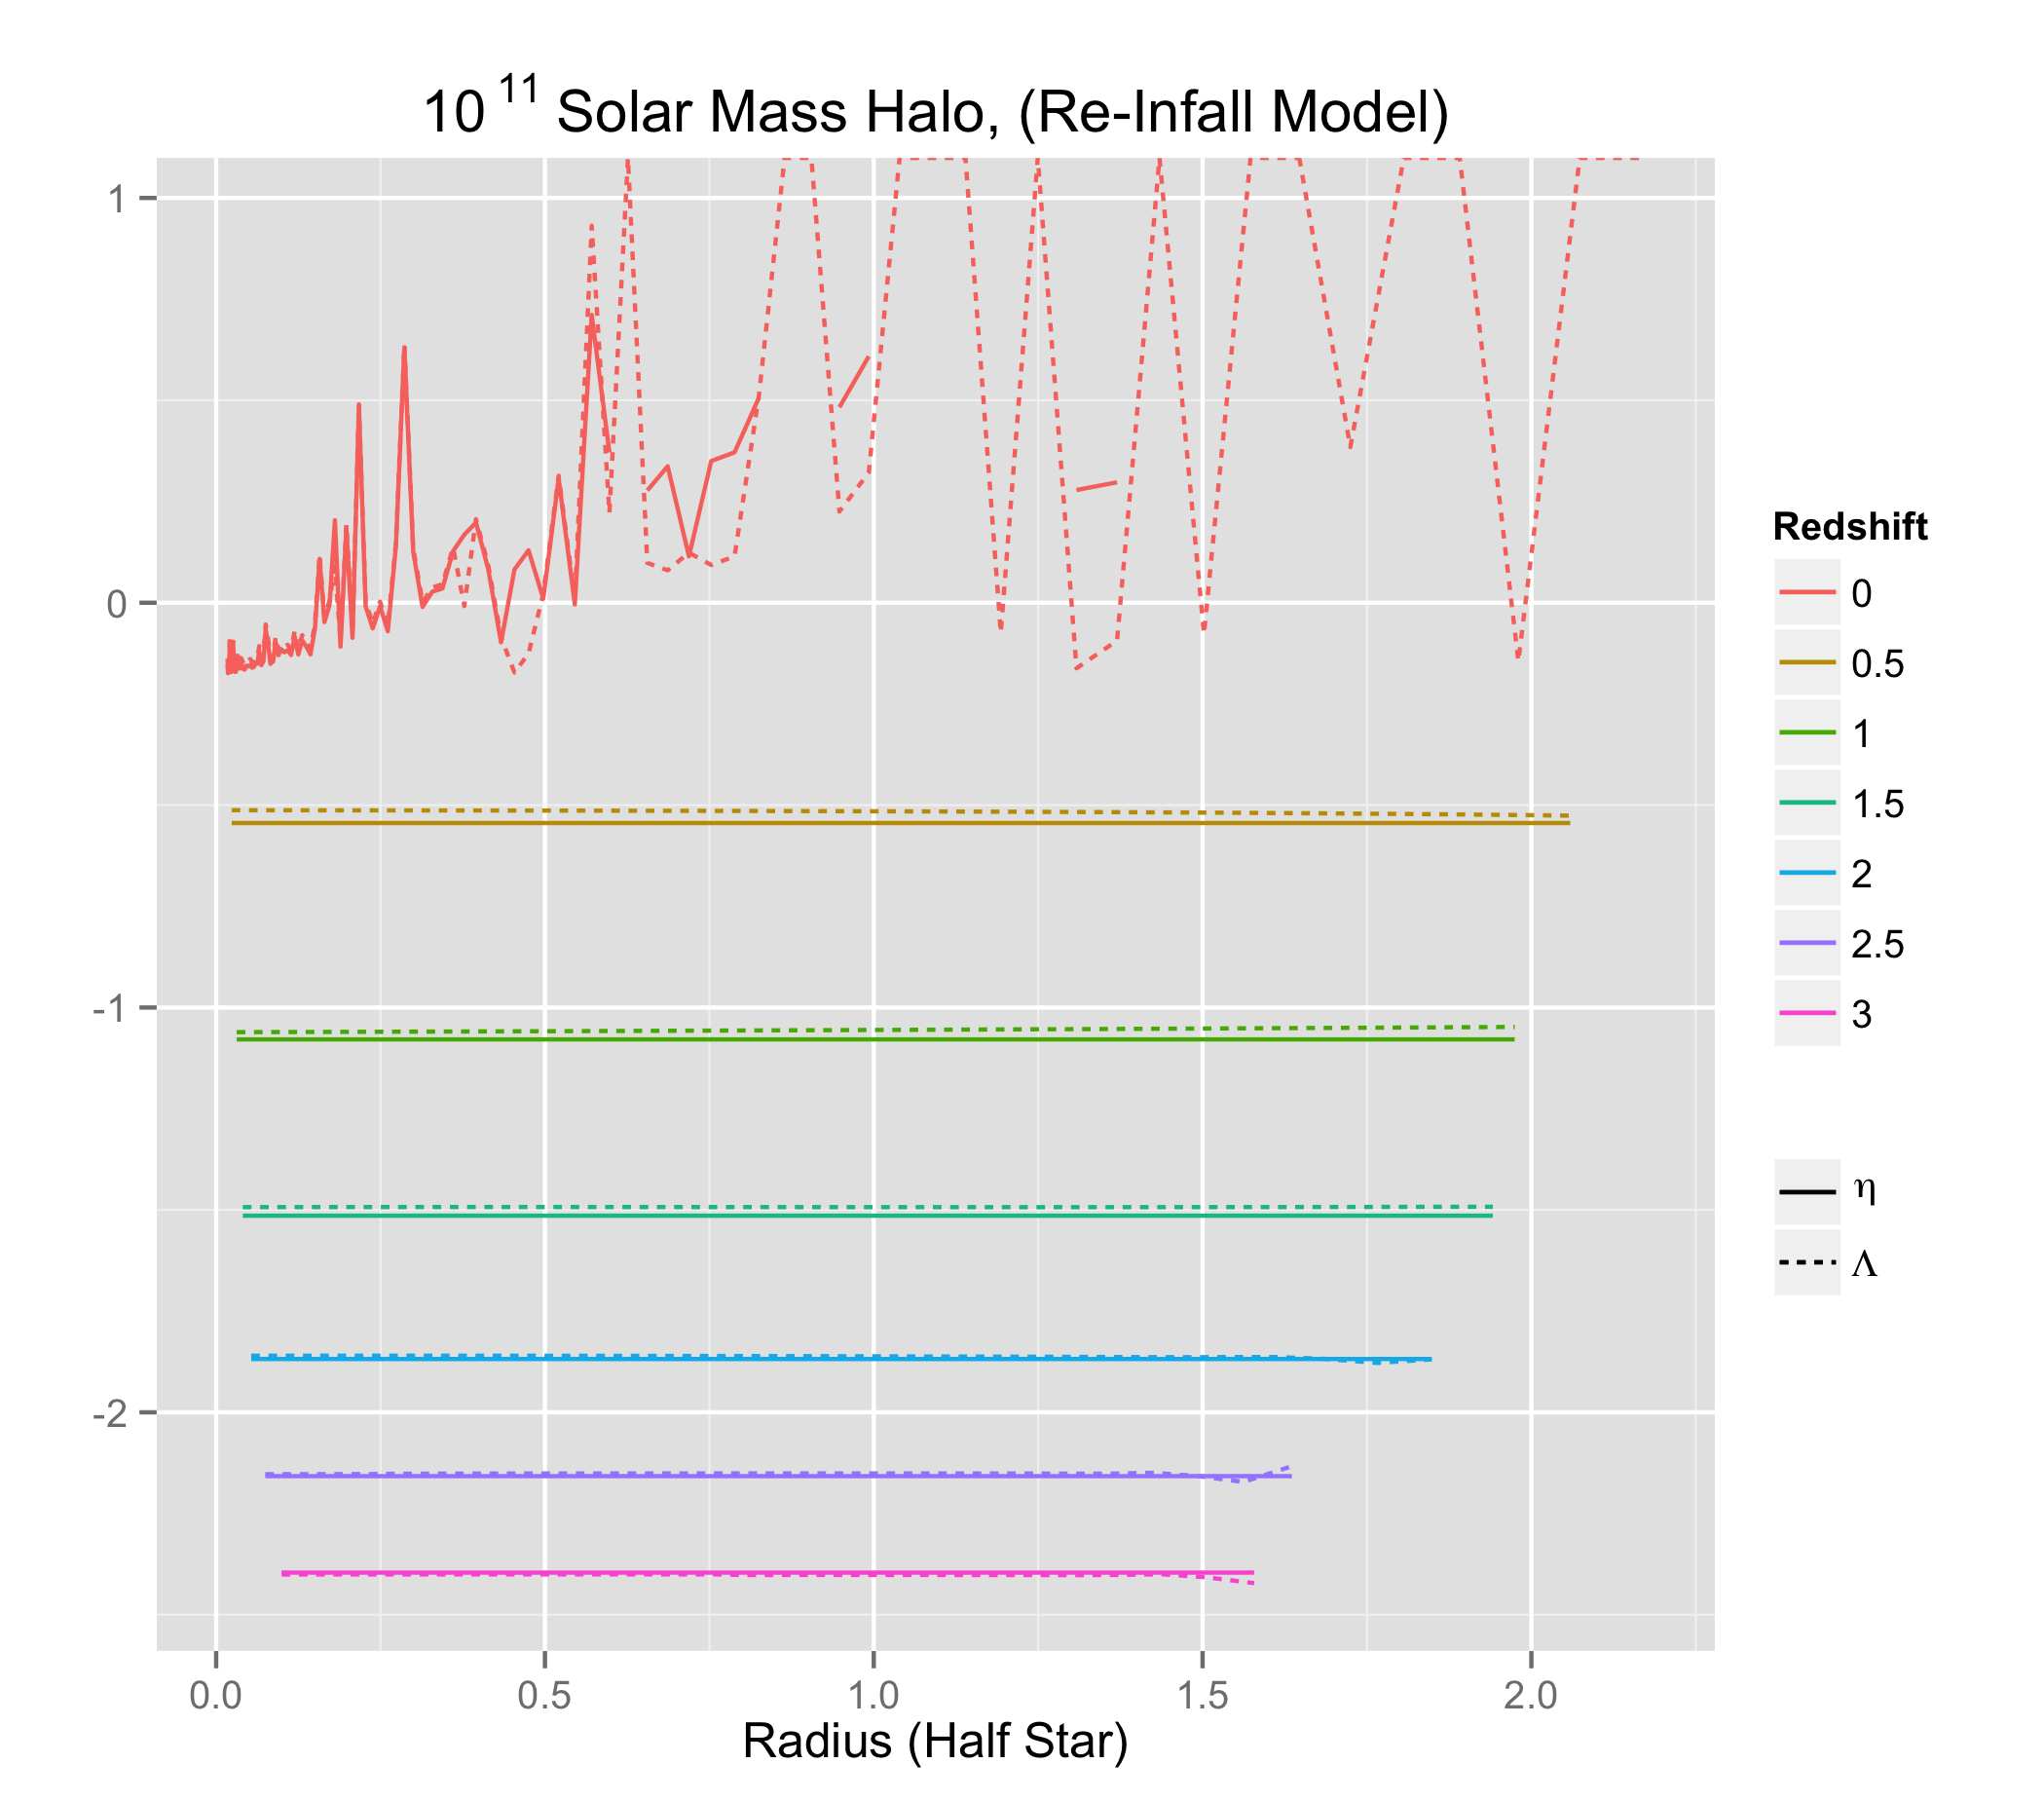 10 11 Solar Mass Halo, (Re-Infall Model)
1
0
-1
-2
0.0 0.5 1.0 1.5 2.0
Radius (Half Star)
Redshift
0
0.5
1
1.5
2
2.5
3
η
Λ